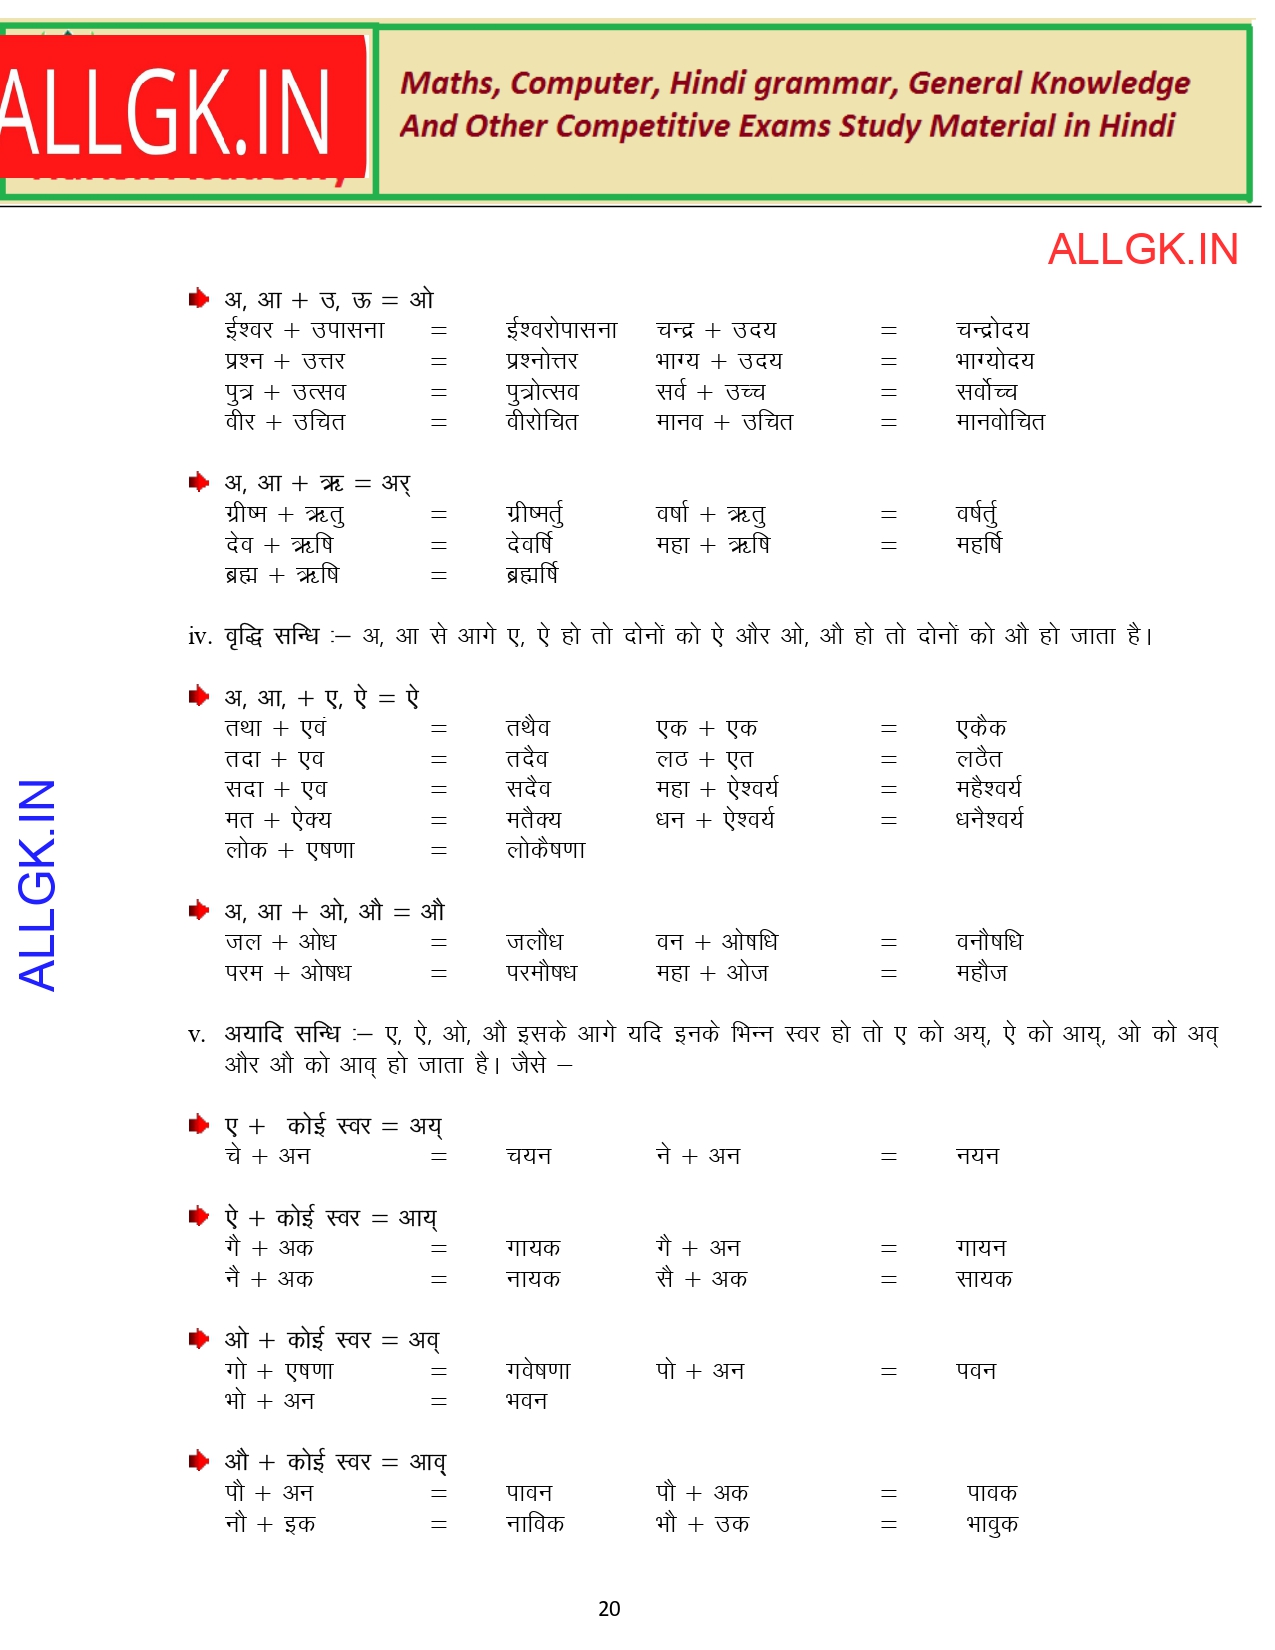 ALLGK.IN
Maths, Computer, Hindi grammar, General Knowledge
And Other Competitive Exams Study Material in Hindi
ALLGK.IN
अ, आ + उ, ऊ = ओ
ईश्वर + उपासना = ईश्वरोपासना चन्द्र + उदय = चन्द्रोदय
प्रश्न + उत्तर = प्रश्नोत्तर भाग्य + उदय = भाग्योदय
पुत्र + उत्सव = पुत्रोत्सव सर्व + उच्च = सर्वोच्च
वीर + उचित = वीरोचित मानव + उचित = मानवोचित
अ, आ + ऋ = अर्
ग्रीष्म + ऋतु = ग्रीष्मर्तु वर्षा + ऋतु = वर्षर्तु
देव + ऋषि = देवर्षि महा + ऋषि = महर्षि
ब्रह्म + ऋषि = ब्रह्मर्षि
iv. वृद्धि सन्धि :– अ, आ से आगे ए, ऐ हो तो दोनों को ऐ और ओ, औ हो तो दोनों को औ हो जाता है।
अ, आ, + ए, ऐ = ऐ
तथा + एवं = तथैव एक + एक = एकैक
तदा + एव = तदैव लठ + एत = लठैत
सदा + एव = सदैव महा + ऐश्वर्य = महैश्वर्य
मत + ऐक्य = मतैक्य धन + ऐश्वर्य = धनैश्वर्य
लोक + एषणा = लोकैषणा
अ, आ + ओ, औ = औ
जल + ओध = जलौध वन + ओषधि = वनौषधि
परम + ओषध = परमौषध महा + ओज = महौज
v. अयादि सन्धि :– ए, ऐ, ओ, औ इसके आगे यदि इनके भिन्न स्वर हो तो ए को अय्, ऐ को आय्, ओ को अव्
और औ को आव् हो जाता है। जैसे –
ए + कोई स्वर = अय्
चे + अन = चयन ने + अन = नयन
ऐ + कोई स्वर = आय्
गै + अक = गायक गै + अन = गायन
नै + अक = नायक सै + अक = सायक
ओ + कोई स्वर = अव्
गो + एषणा = गवेषणा पो + अन = पवन
भो + अन = भवन
औ + कोई स्वर = आव्
पौ + अन = पावन पौ + अक = पावक
नौ + इक = नाविक भौ + उक = भावुक
20
ALLGK.IN